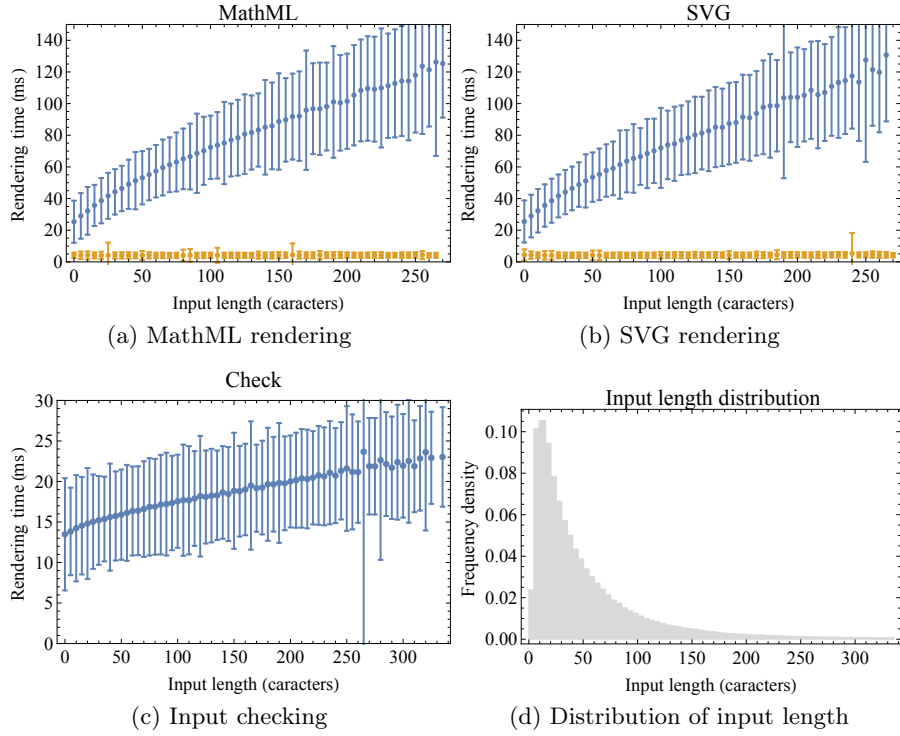 MathML
Rendering time (ms)
140
120
100
80
60
40
20
0
0 50 100 150 200 250
Input length (caracters)
(a) MathML rendering
SVG
Rendering time (ms)
140
120
100
80
60
40
20
0
0 50 100 150 200 250
Input length (caracters)
(b) SVG rendering
Check
Rendering time (ms)
30
25
20
15
10
5
0
0 50 100 150 200 250 300
Input length (caracters)
(c) Input checking
Input length distribution
Frequency density
0.10
0.08
0.06
0.04
0.02
0.00
0 50 100 150 200 250 300
Input length (caracters)
(d) Distribution of input length